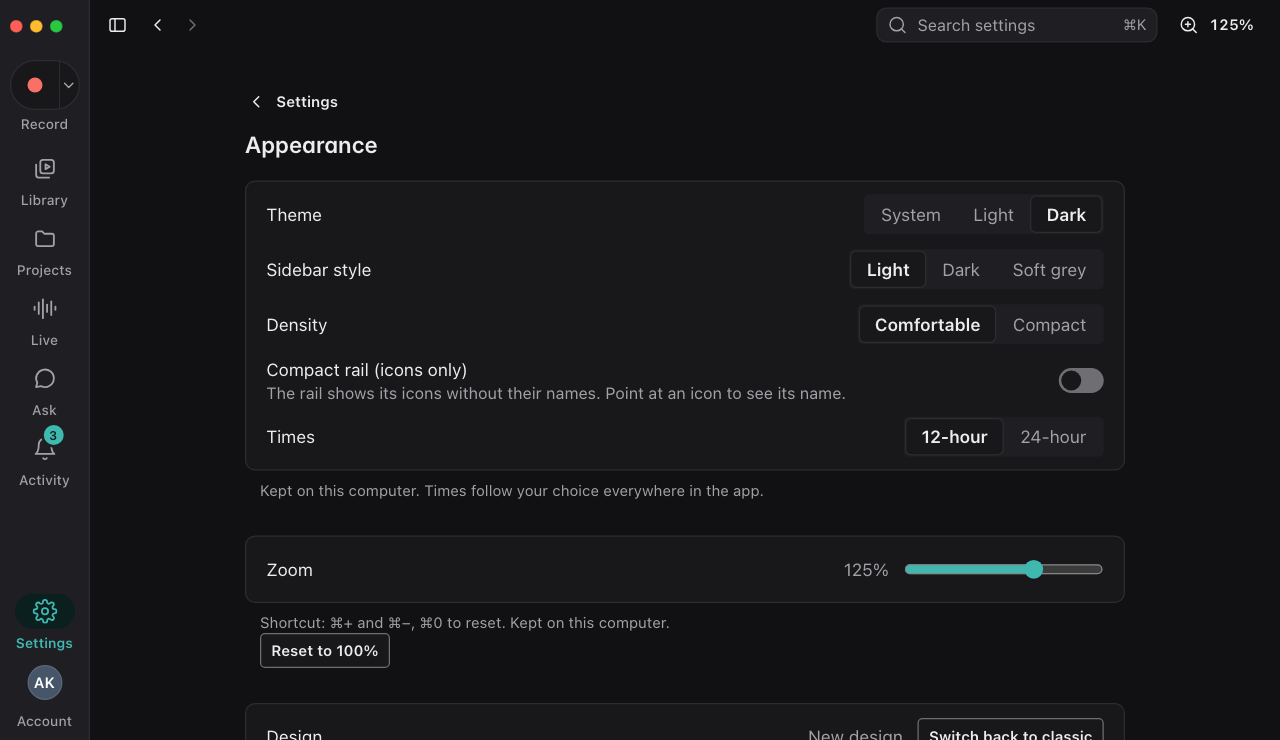 Search settings
⌘K
125%
Record
Library
Projects
Live
Ask
3
Activity
Settings
AK
Account
Settings
Appearance
Theme
System Light Dark
Sidebar style
Light Dark Soft grey
Density
Comfortable Compact
Compact rail (icons only)
The rail shows its icons without their names. Point at an icon to see its name.
Times
12-hour 24-hour
Kept on this computer. Times follow your choice everywhere in the app.
Zoom
125%
Shortcut: ⌘+ and ⌘−, ⌘0 to reset. Kept on this computer.
Reset to 100%
Design
New design
Switch back to classic